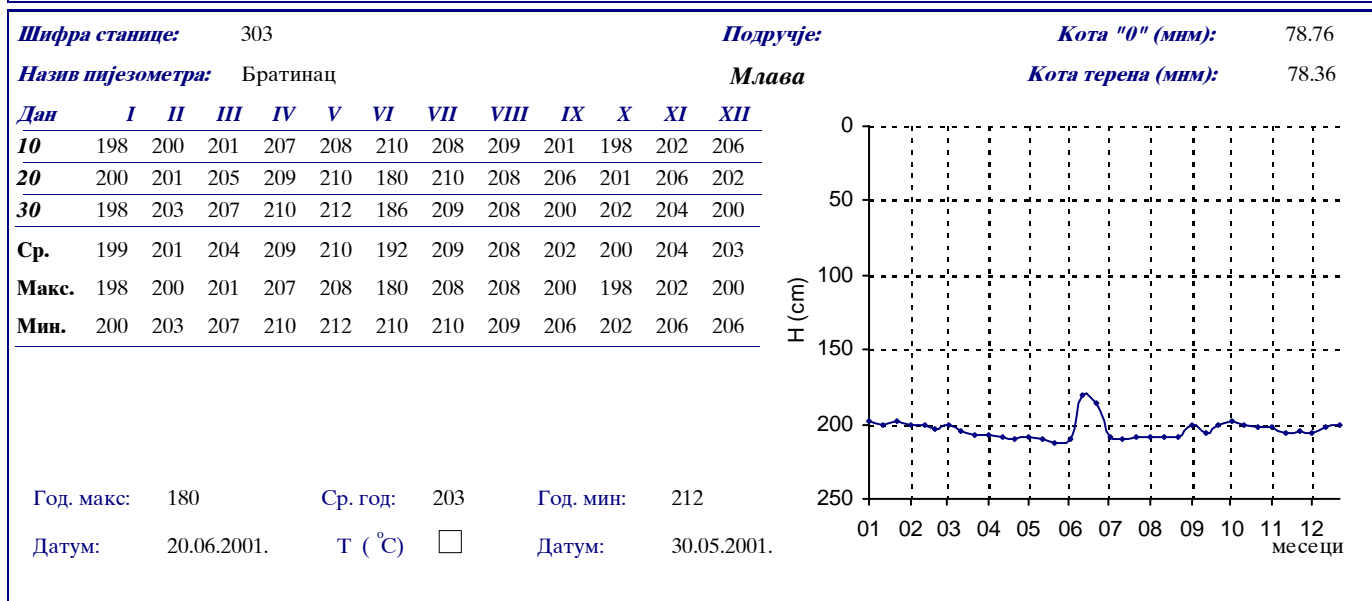 Шифра станице: 303 Подручје: Кота "0" (мнм): 78.76
Назив пијезометра: Братинац Млава Кота терена (мнм): 78.36
Дан I II III IV V VI VII VIII IX X XI XII
10 198 200 201 207 208 210 208 209 201 198 202 206
20 200 201 205 209 210 180 210 208 206 201 206 202
30 198 203 207 210 212 186 209 208 200 202 204 200
Ср. 199 201 204 209 210 192 209 208 202 200 204 203
Макс. 198 200 201 207 208 180 208 208 200 198 202 200
Мин. 200 203 207 210 212 210 210 209 206 202 206 206
0
50
100
150
200
250
H (cm)
01 02 03 04 05 06 07 08 09 10 11 12
месеци
Год. макс: 180 Ср. год: 203 Год. мин: 212
Датум: 20.06.2001. Т ( °C) Датум: 30.05.2001.